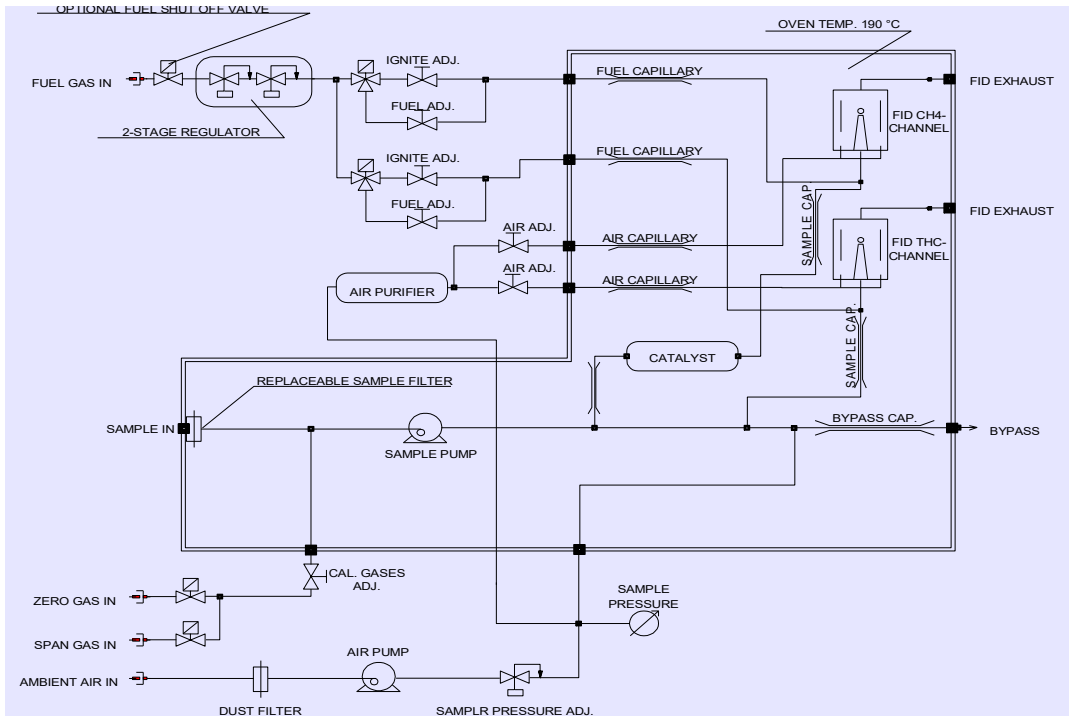 OPTIONAL FUEL SHUT OFF VALVE
OVEN TEMP. 190 °C
IGNITE ADJ.
FUEL GAS IN
FUEL CAPILLARY
FID EXHAUST
FUEL ADJ.
FID CH4-
CHANNEL
2-STAGE REGULATOR
IGNITE ADJ.
FUEL CAPILLARY
FUEL ADJ.
SAMPLE CAP.
FID EXHAUST
AIR ADJ.
AIR CAPILLARY
FID THC-
CHANNEL
AIR ADJ.
AIR CAPILLARY
AIR PURIFIER
SAMPLE CAP.
CATALYST
REPLACEABLE SAMPLE FILTER
BYPASS CAP.
SAMPLE IN
BYPASS
SAMPLE PUMP
CAL. GASES
ADJ.
ZERO GAS IN
SAMPLE
PRESSURE
SPAN GAS IN
AIR PUMP
AMBIENT AIR IN
DUST FILTER
SAMPLR PRESSURE ADJ.